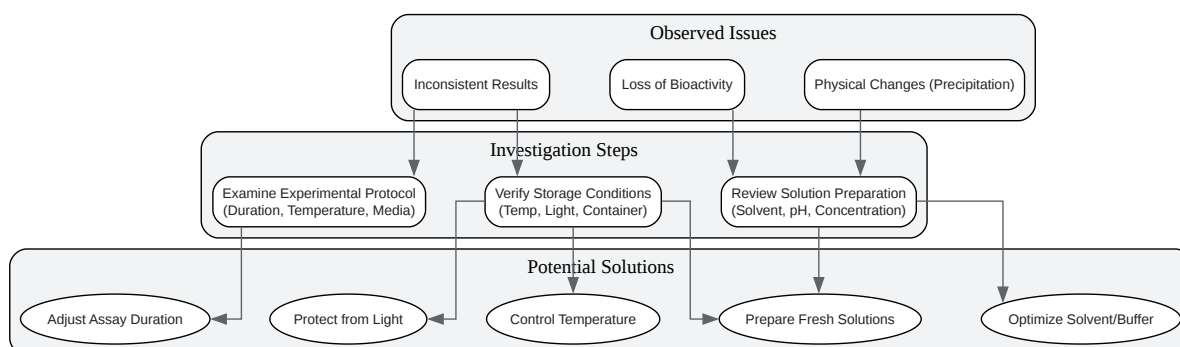 Observed Issues
Inconsistent Results
Loss of Bioactivity
Physical Changes (Precipitation)
Investigation Steps
Examine Experimental Protocol
(Duration, Temperature, Media)
Verify Storage Conditions
(Temp, Light, Container)
Review Solution Preparation
(Solvent, pH, Concentration)
Potential Solutions
Adjust Assay Duration
Protect from Light
Control Temperature
Prepare Fresh Solutions
Optimize Solvent/Buffer